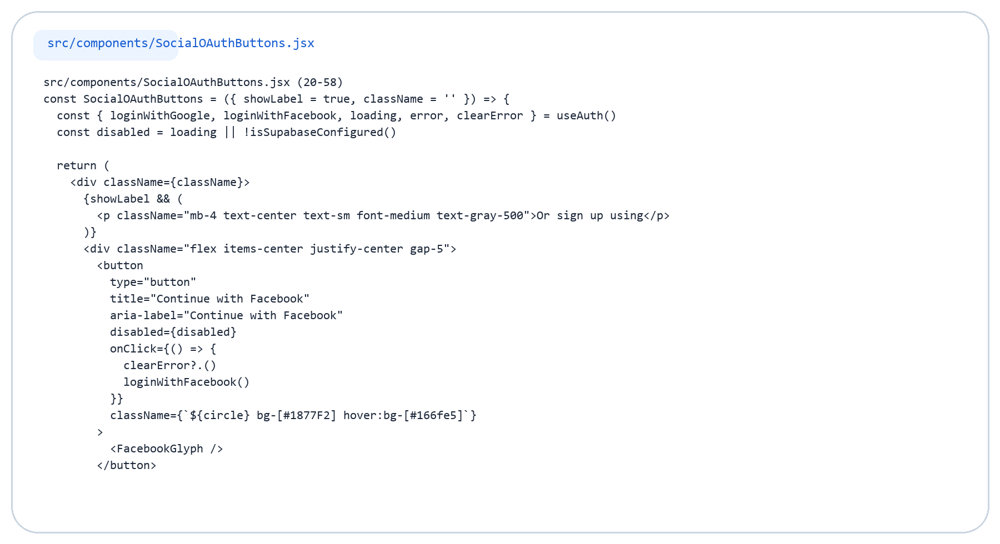 src/components/SocialOAuthButtons.jsx
src/components/SocialOAuthButtons.jsx (20-58)
const SocialOAuthButtons = ({ showLabel = true, className = '' }) => {
  const { loginWithGoogle, loginWithFacebook, loading, error, clearError } = useAuth()
  const disabled = loading || !isSupabaseConfigured()

  return (
    <div className={className}>
      {showLabel && (
        <p className="mb-4 text-center text-sm font-medium text-gray-500">Or sign up using</p>
      )}
      <div className="flex items-center justify-center gap-5">
        <button
          type="button"
          title="Continue with Facebook"
          aria-label="Continue with Facebook"
          disabled={disabled}
          onClick={() => {
            clearError?.()
            loginWithFacebook()
          }}
          className={`${circle} bg-[#1877F2] hover:bg-[#166fe5]`}
        >
          <FacebookGlyph />
        </button>